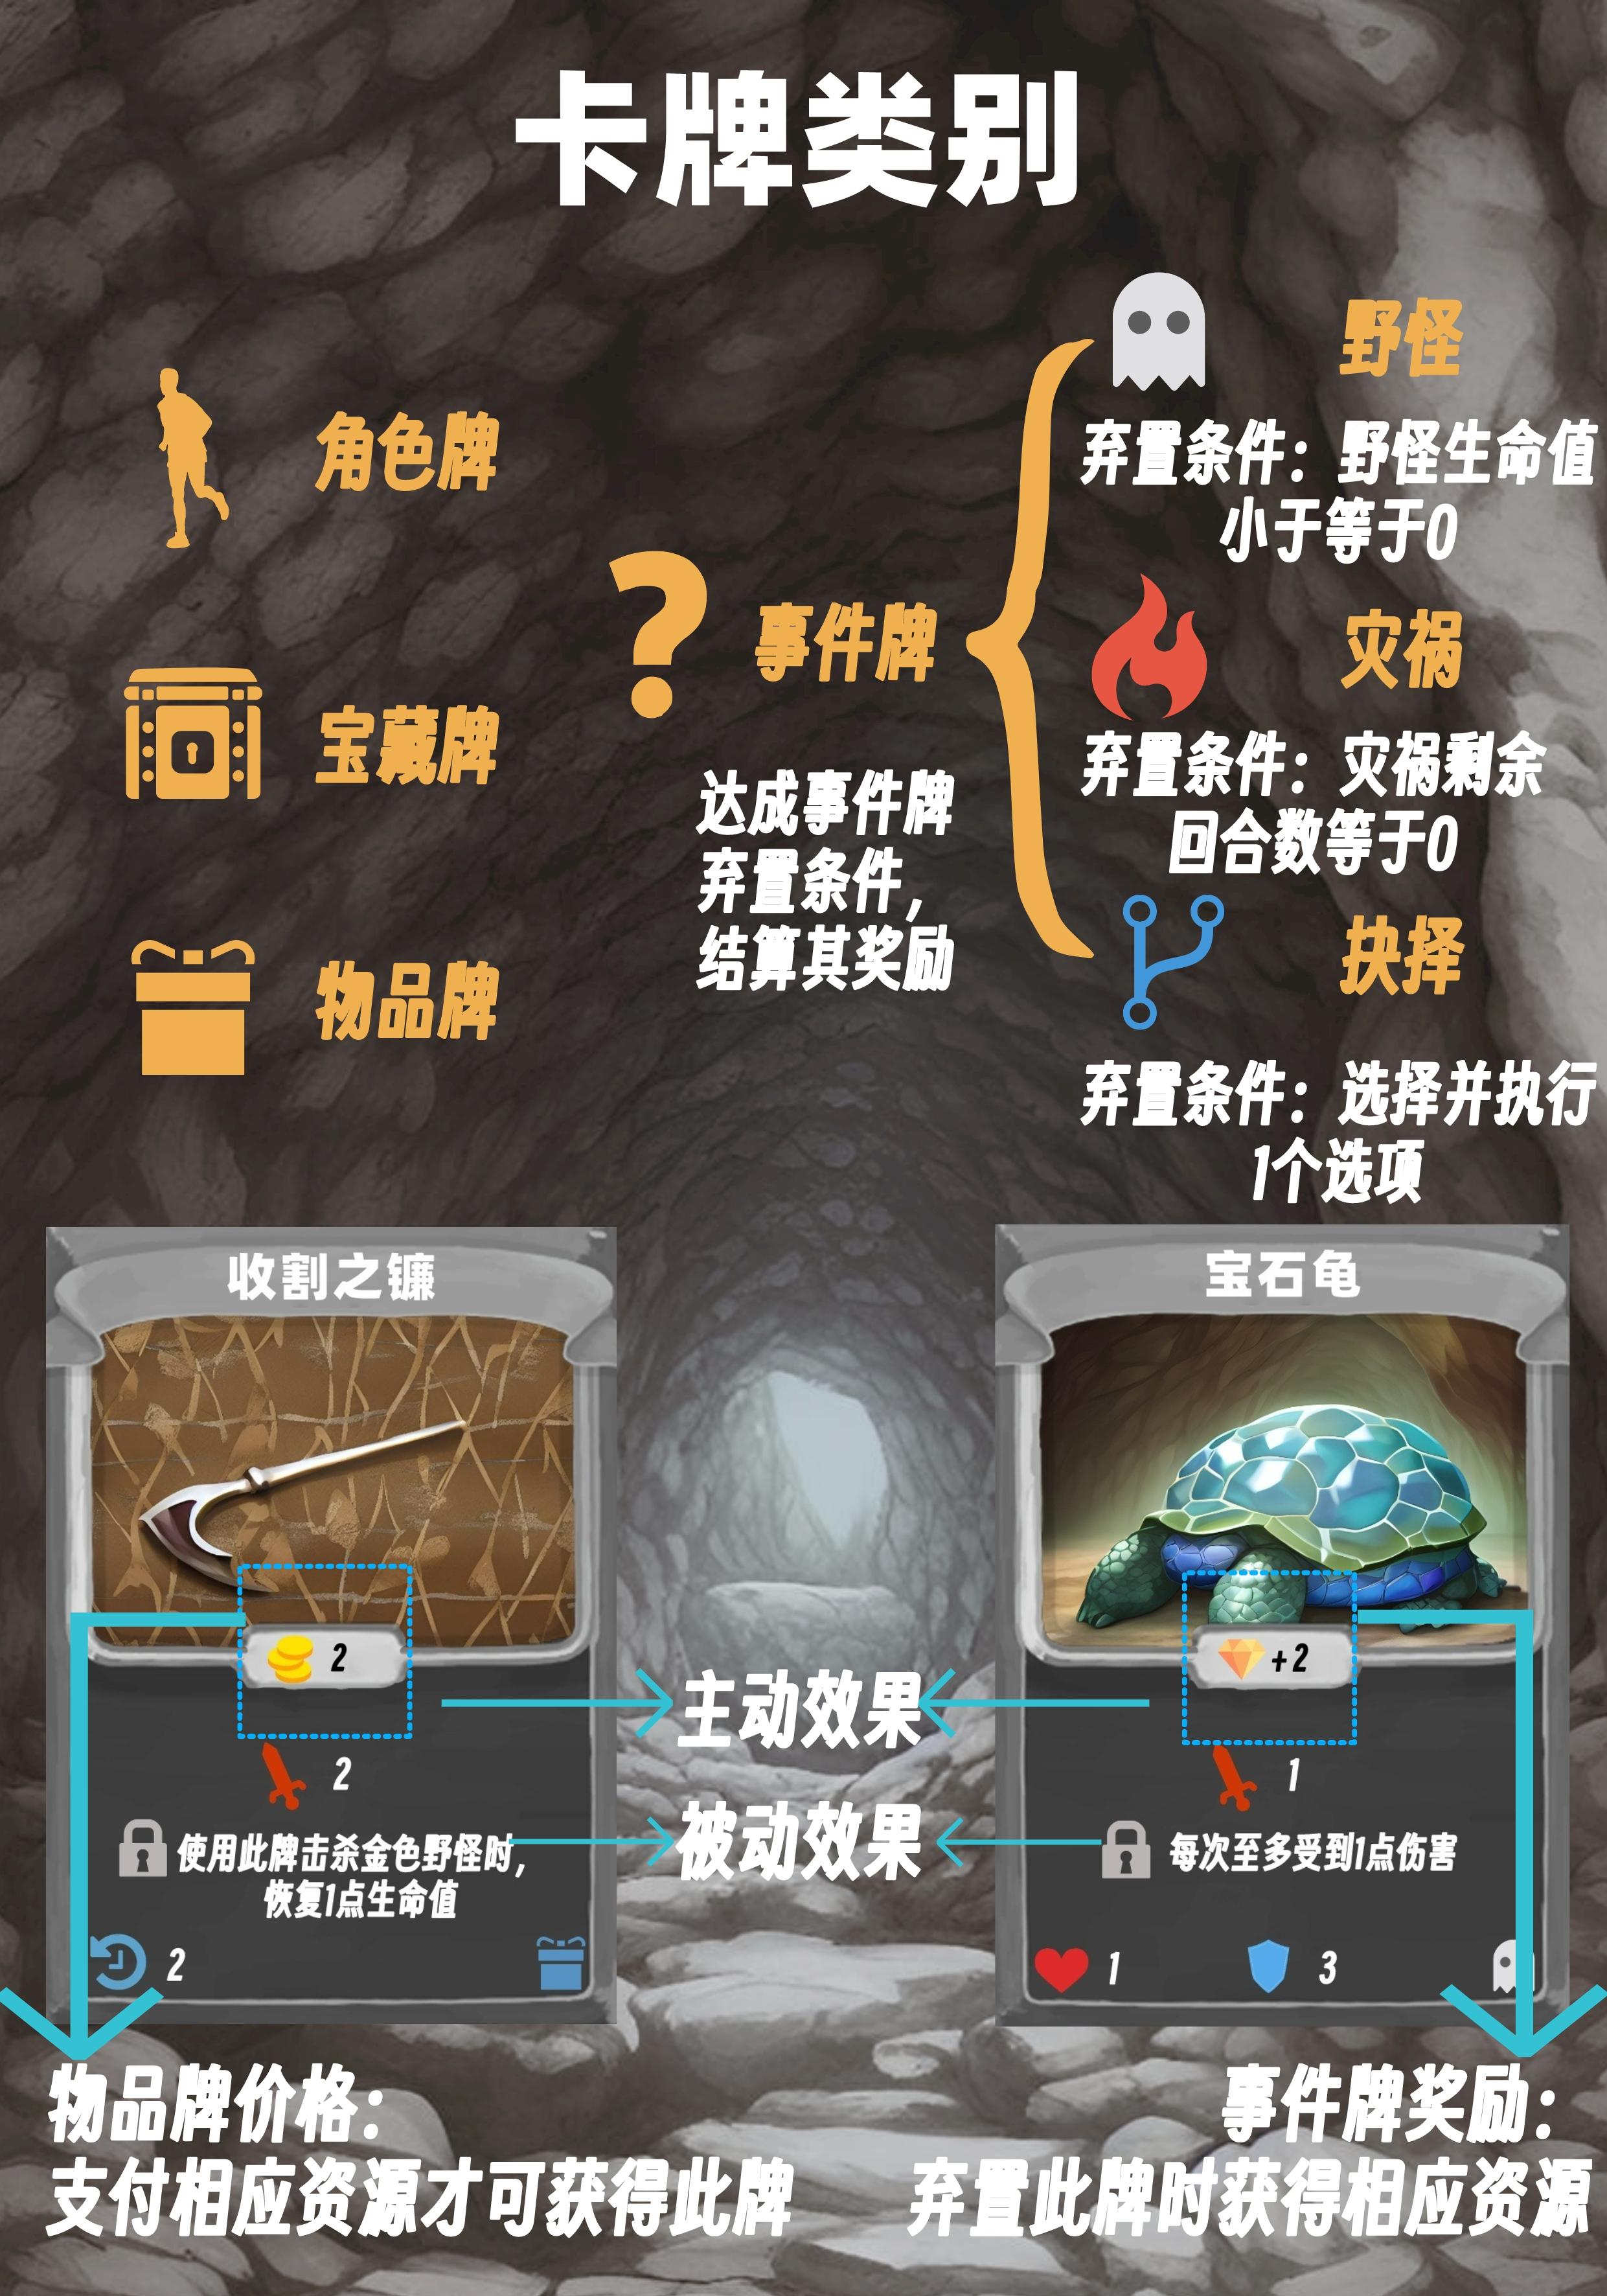 卡牌类别
角色牌
宝藏牌
物品牌
事件牌
达成事件牌
弃置条件，
结算其奖励
野怪
弃置条件：野怪生命值
小于等于0
灾祸
弃置条件：灾祸剩余
回合数等于0
抉择
弃置条件：选择并执行
1个选项
收割之镰
2
2
使用此牌击杀金色野怪时，
恢复1点生命值
2
主动效果
被动效果
宝石龟
+2
1
每次至多受到1点伤害
1
3
物品牌价格：
支付相应资源才可获得此牌
事件牌奖励：
弃置此牌时获得相应资源